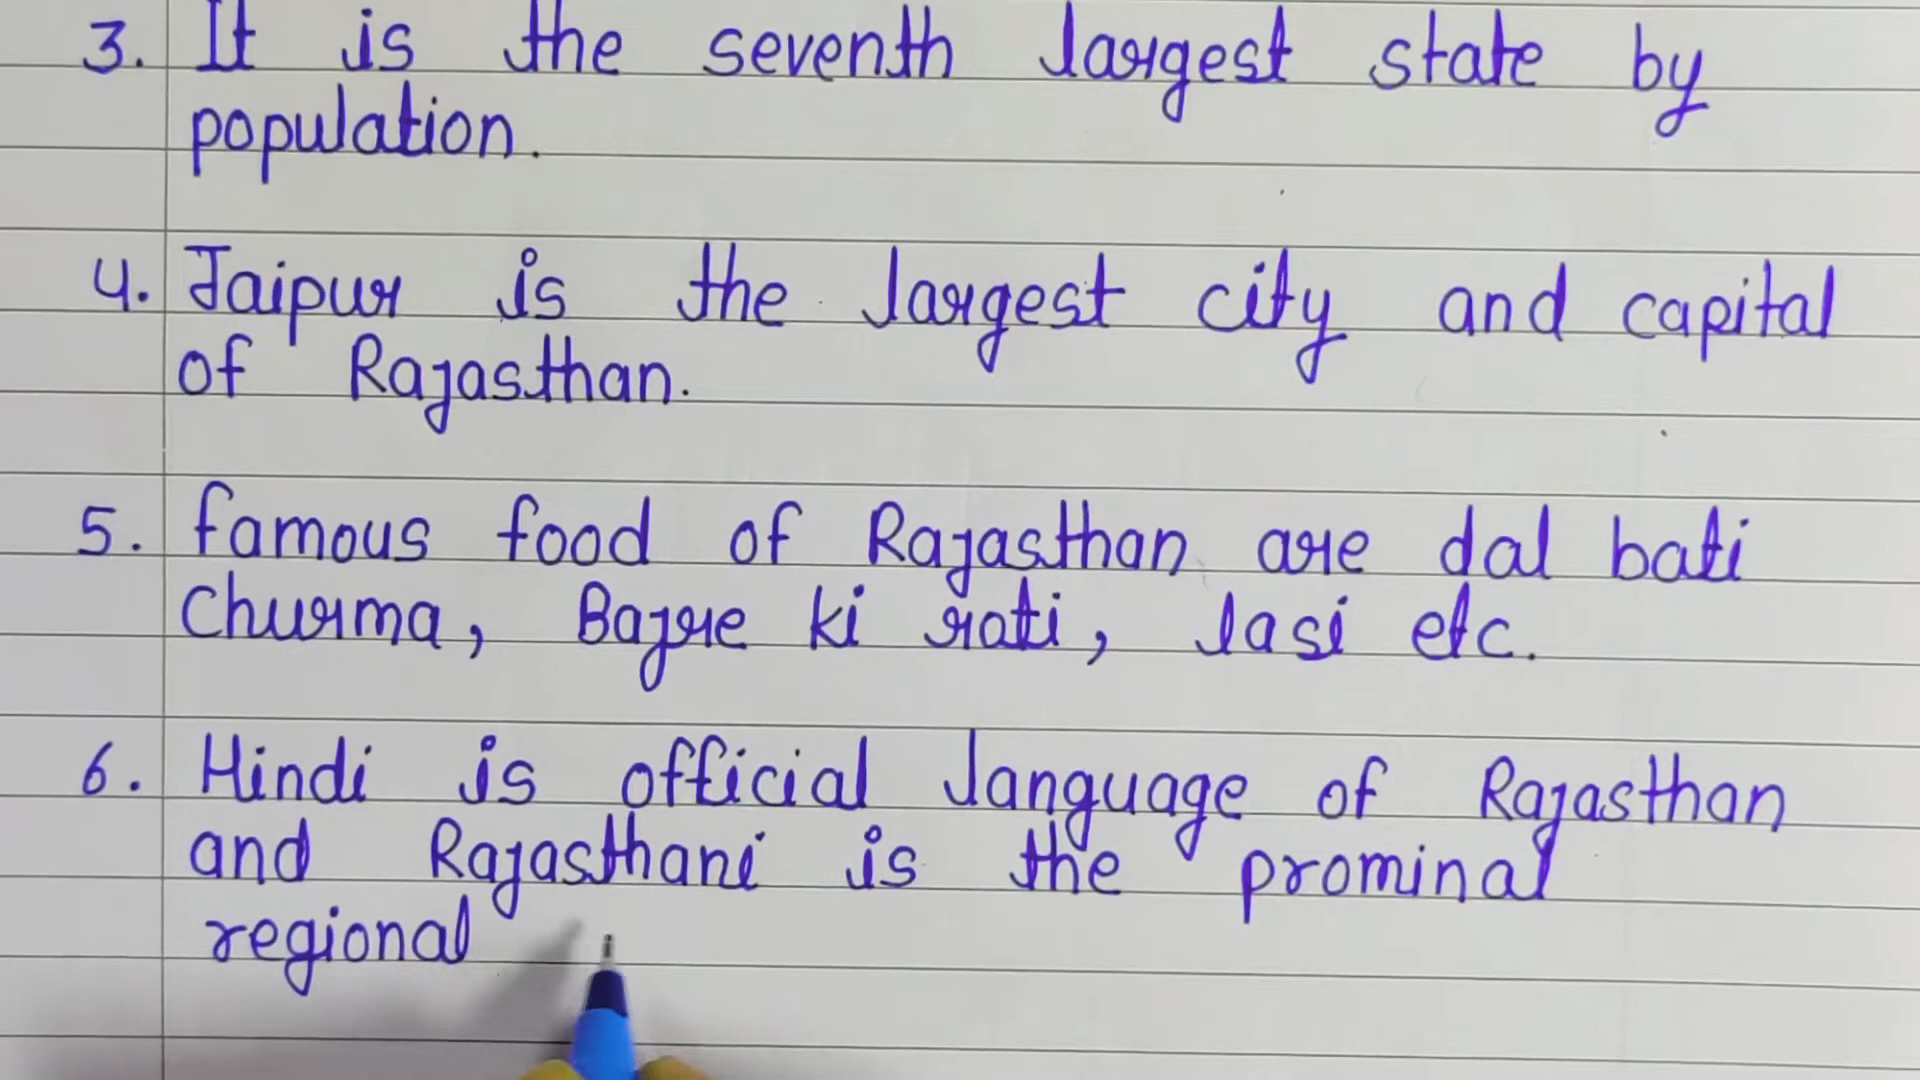 3. It is the seventh largest state by
population.
4. Jaipur is the largest city and capital
of Rajasthan.
5. famous food of Rajasthan are dal bati
Churma, Bajre ki roti, lasi etc.
6. Hindi is official language of Rajasthan
and Rajasthani is the prominal
regional